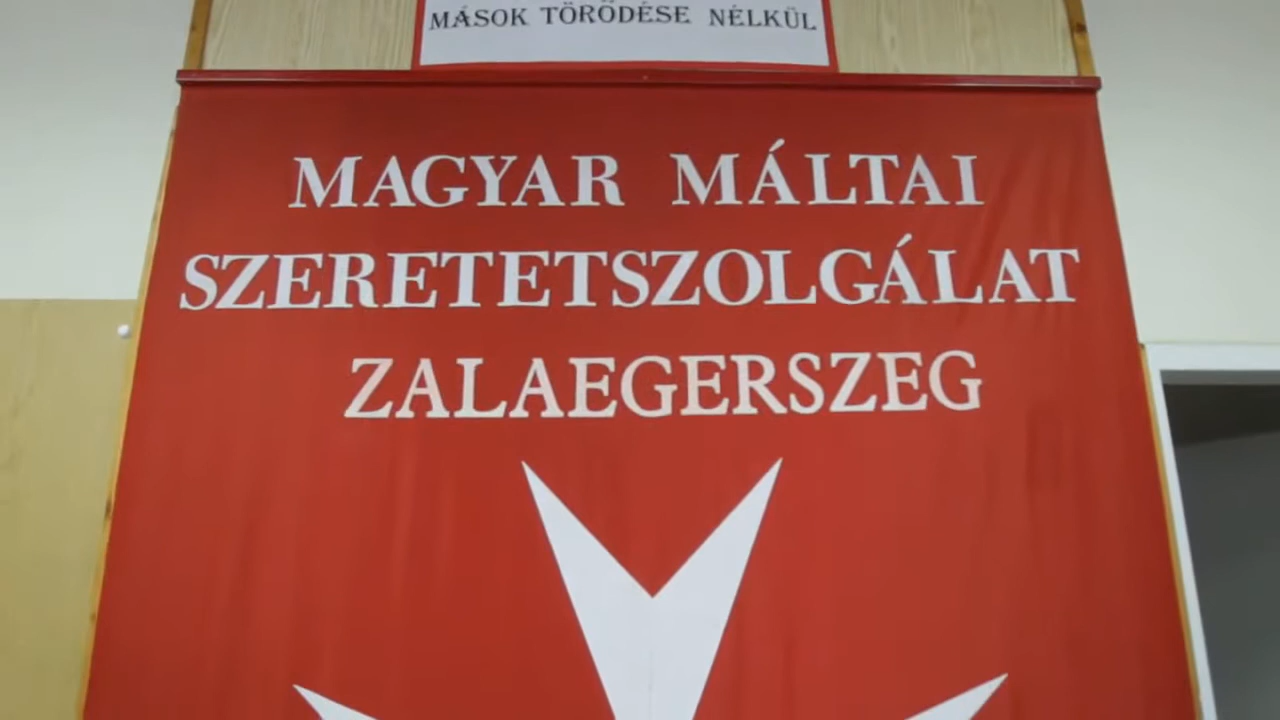 MÁSOK TÖRŐDÉSE NÉLKÜL
MAGYAR MÁLTAI
SZERETETSZOLGÁLAT
ZALAEGERSZEG